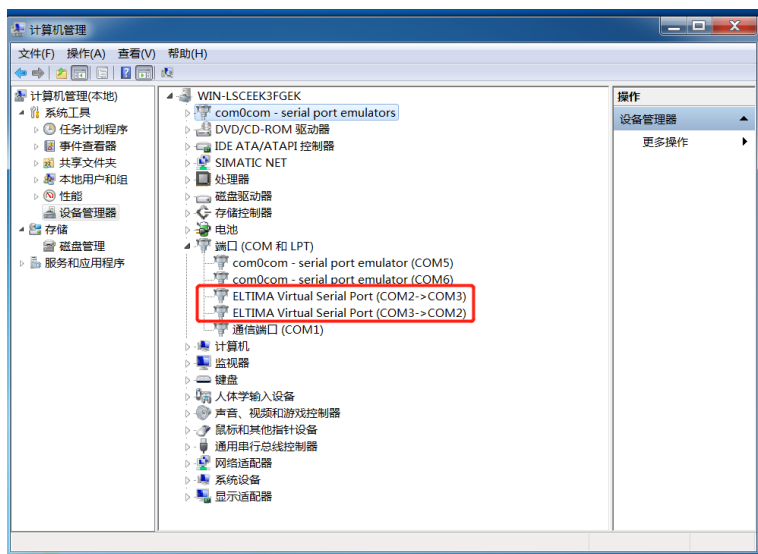 计算机管理
文件(F) 操作(A) 查看(V) 帮助(H)
计算机管理(本地)
系统工具
任务计划程序
事件查看器
共享文件夹
本地用户和组
性能
设备管理器
存储
磁盘管理
服务和应用程序
WIN-LSCEEK3FGEK
com0com - serial port emulators
DVD/CD-ROM 驱动器
IDE ATA/ATAPI 控制器
SIMATIC NET
处理器
磁盘驱动器
存储控制器
电池
端口 (COM 和 LPT)
com0com - serial port emulator (COM5)
com0com - serial port emulator (COM6)
ELTIMA Virtual Serial Port (COM2->COM3)
ELTIMA Virtual Serial Port (COM3->COM2)
通信端口 (COM1)
计算机
监视器
键盘
人体学输入设备
声音、视频和游戏控制器
鼠标和其他指针设备
通用串行总线控制器
网络适配器
系统设备
显示适配器
操作
设备管理器
更多操作